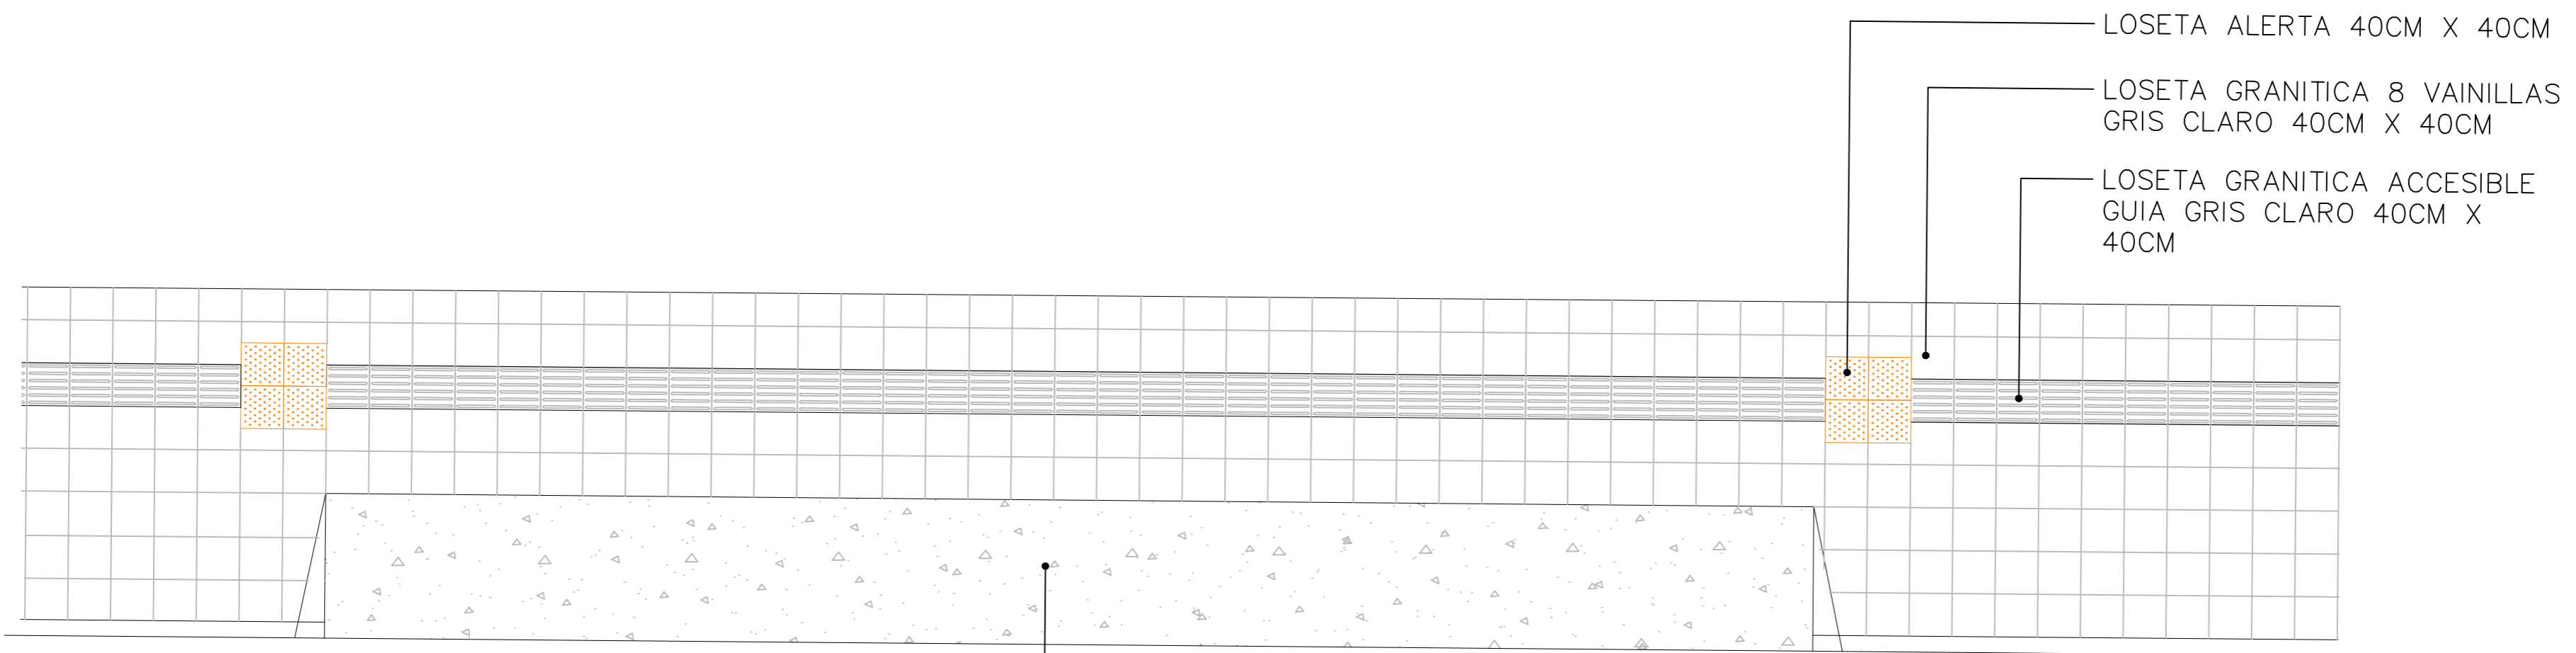 LOSETA ALERTA 40CM X 40CM
LOSETA GRANITICA 8 VAINILLAS
GRIS CLARO 40CM X 40CM
LOSETA GRANITICA ACCESIBLE
GUIA GRIS CLARO 40CM X
40CM